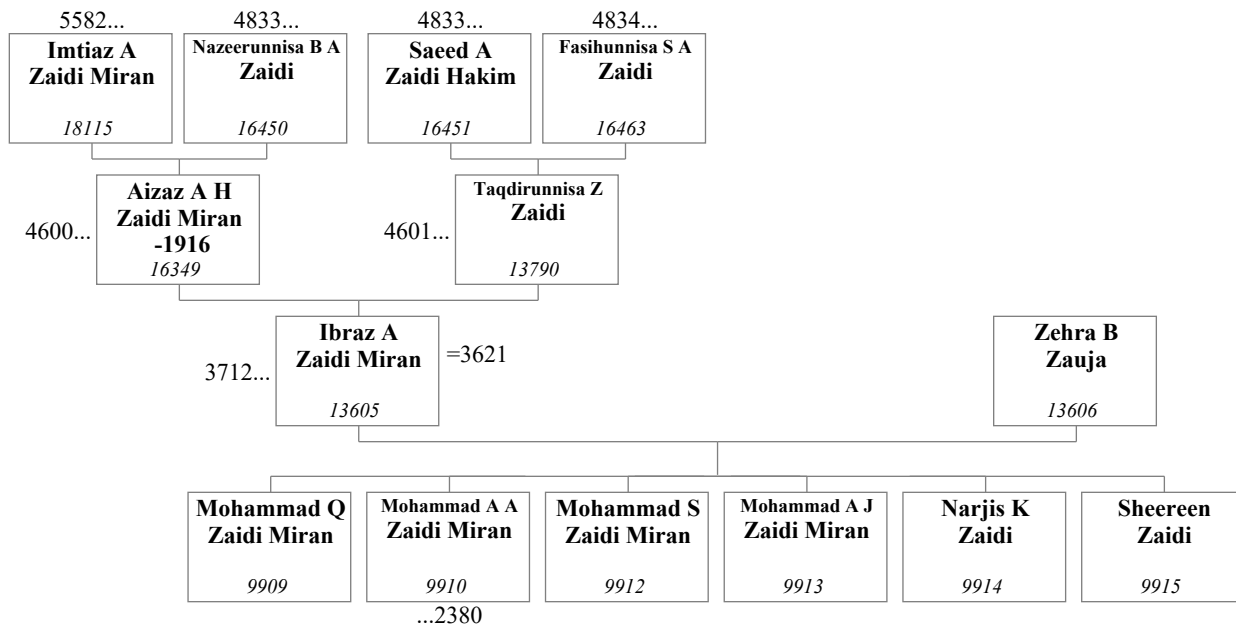 5582...
4833...
4833...
4834...
Imtiaz A
Zaidi Miran
18115
Nazeerunnisa B A
Zaidi
16450
Saeed A
Zaidi Hakim
16451
Fasihunnisa S A
Zaidi
16463
4600...
Aizaz A H
Zaidi Miran
-1916
16349
4601...
Taqdirunnisa Z
Zaidi
13790
3712...
Ibraz A
Zaidi Miran
13605
=3621
Zehra B
Zauja
13606
Mohammad Q
Zaidi Miran
9909
Mohammad A A
Zaidi Miran
9910
...2380
Mohammad S
Zaidi Miran
9912
Mohammad A J
Zaidi Miran
9913
Narjis K
Zaidi
9914
Sheereen
Zaidi
9915